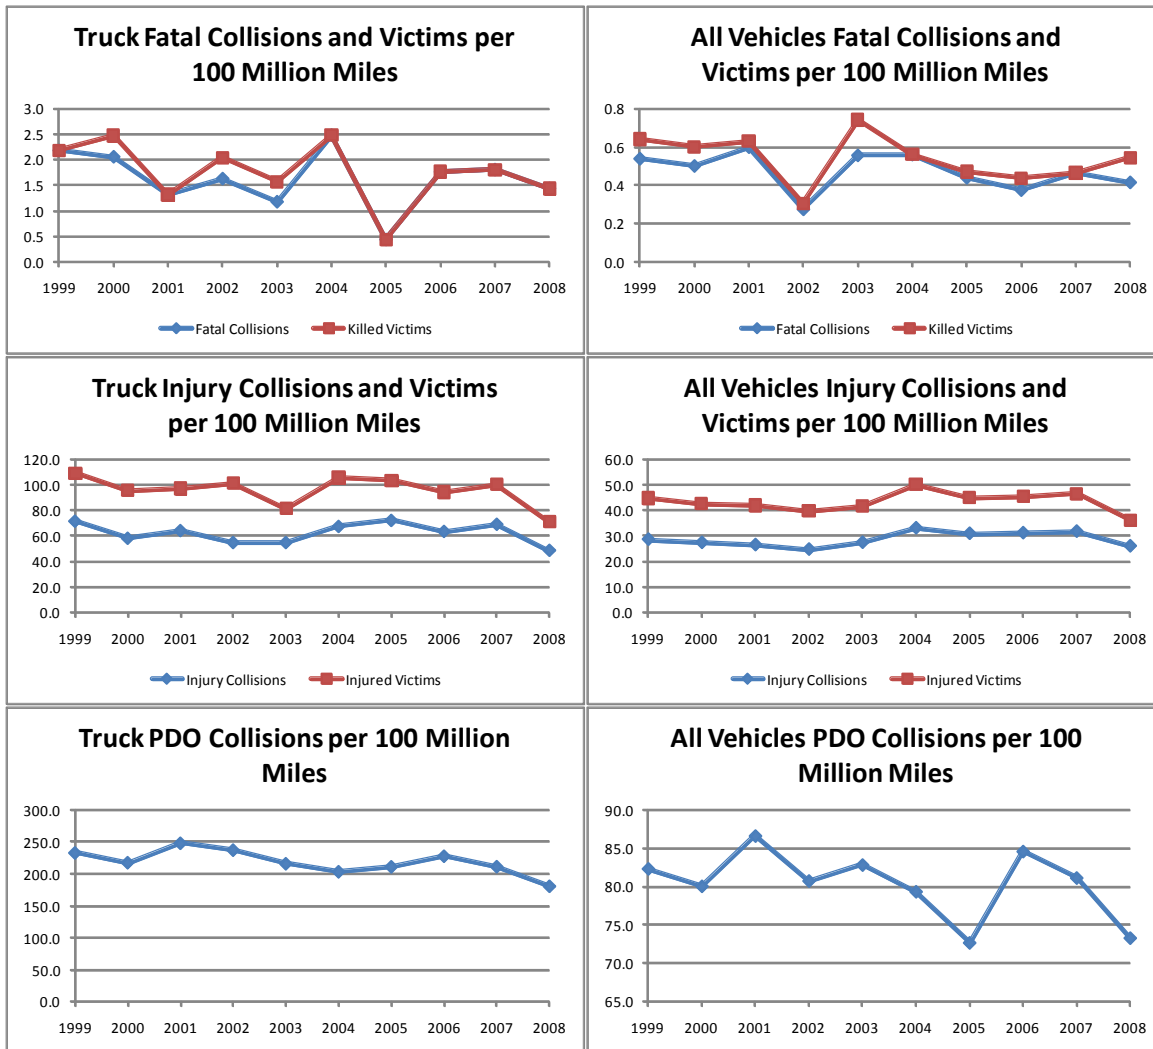 Truck Fatal Collisions and Victims per
100 Million Miles
3.0
2.5
2.0
1.5
1.0
0.5
0.0
1999 2000 2001 2002 2003 2004 2005 2006 2007 2008
Fatal Collisions Killed Victims
All Vehicles Fatal Collisions and
Victims per 100 Million Miles
0.8
0.6
0.4
0.2
0.0
1999 2000 2001 2002 2003 2004 2005 2006 2007 2008
Fatal Collisions Killed Victims
Truck Injury Collisions and Victims
per 100 Million Miles
120.0
100.0
80.0
60.0
40.0
20.0
0.0
1999 2000 2001 2002 2003 2004 2005 2006 2007 2008
Injury Collisions Injured Victims
All Vehicles Injury Collisions and
Victims per 100 Million Miles
60.0
50.0
40.0
30.0
20.0
10.0
0.0
1999 2000 2001 2002 2003 2004 2005 2006 2007 2008
Injury Collisions Injured Victims
Truck PDO Collisions per 100 Million
Miles
300.0
250.0
200.0
150.0
100.0
50.0
0.0
1999 2000 2001 2002 2003 2004 2005 2006 2007 2008
All Vehicles PDO Collisions per 100
Million Miles
90.0
85.0
80.0
75.0
70.0
65.0
1999 2000 2001 2002 2003 2004 2005 2006 2007 2008